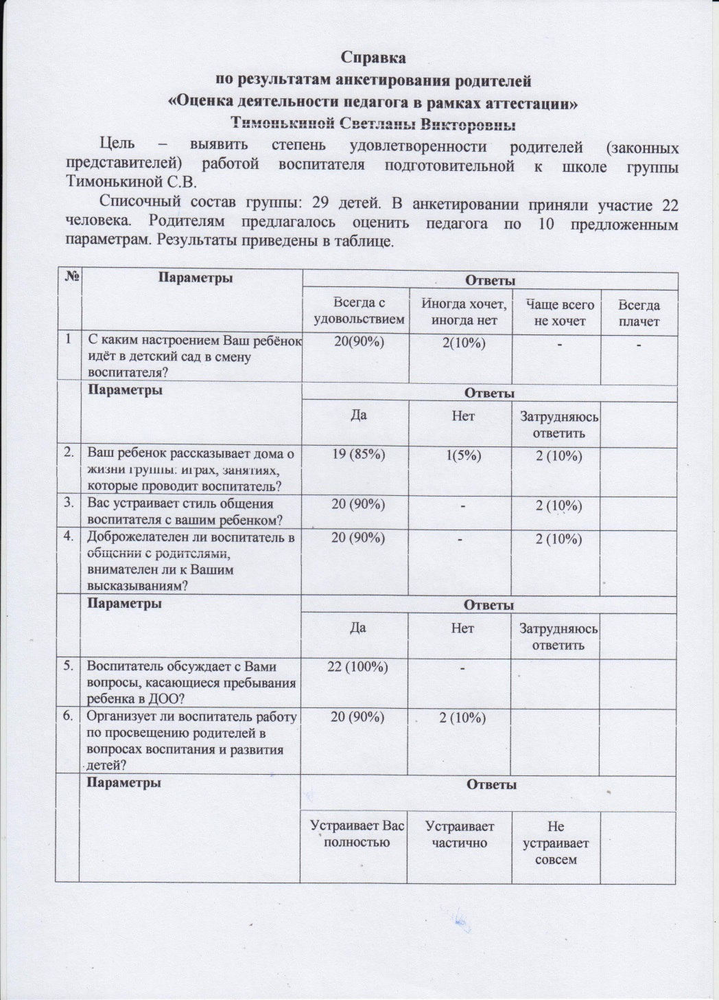 Справка
по результатам анкетирования родителей
«Оценка деятельности педагога в рамках аттестации»
Тимонькиной Светланы Викторовны
Цель – выявить степень удовлетворенности родителей (законных
представителей) работой воспитателя подготовительной к школе группы
Тимонькиной С.В.
Списочный состав группы: 29 детей. В анкетировании приняли участие 22
человека. Родителям предлагалось оценить педагога по 10 предложенным
параметрам. Результаты приведены в таблице.
№ Параметры Ответы
Всегда с Иногда хочет, Чаще всего Всегда
удовольствием иногда нет не хочет плачет
1 С каким настроением Ваш ребёнок 20(90%) 2(10%) - -
идёт в детский сад в смену
воспитателя?
Параметры Ответы
Да Нет Затрудняюсь
ответить
2. Ваш ребенок рассказывает дома о 19 (85%) 1(5%) 2 (10%)
жизни группы: играх, занятиях,
которые проводит воспитатель?
3. Вас устраивает стиль общения 20 (90%) - 2 (10%)
воспитателя с вашим ребенком?
4. Доброжелателен ли воспитатель в 20 (90%) - 2 (10%)
общении с родителями,
внимателен ли к Вашим
высказываниям?
Параметры Ответы
Да Нет Затрудняюсь
ответить
5. Воспитатель обсуждает с Вами 22 (100%) -
вопросы, касающиеся пребывания
ребенка в ДОО?
6. Организует ли воспитатель работу 20 (90%) 2 (10%)
по просвещению родителей в
вопросах воспитания и развития
детей?
Параметры Ответы
Устраивает Вас Устраивает Не
полностью частично устраивает
совсем